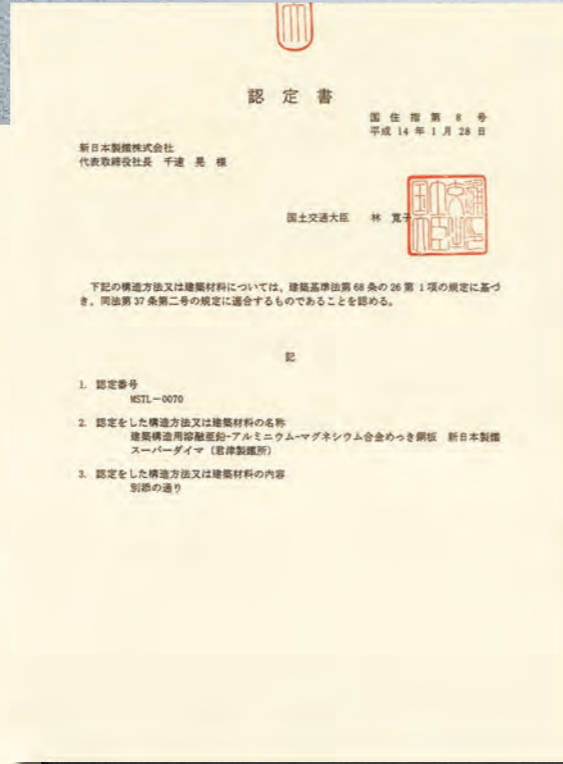 認定書
国住指第8号
平成14年1月28日
新日本製鐵株式会社
代表取締役社長 千速 晃 様
国土交通大臣 林 寛子
下記の構造方法又は建築材料については、建築基準法第68条の26第1項の規定に基づ
き、同法第37条第二号の規定に適合するものであることを認める。
記
1. 認定番号
MSTL-0070
2. 認定をした構造方法又は建築材料の名称
建築構造用溶融亜鉛-アルミニウム-マグネシウム合金めっき鋼板 新日本製鐵
スーパーダイマ(君津製鐵所)
3. 認定をした構造方法又は建築材料の内容
別添の通り